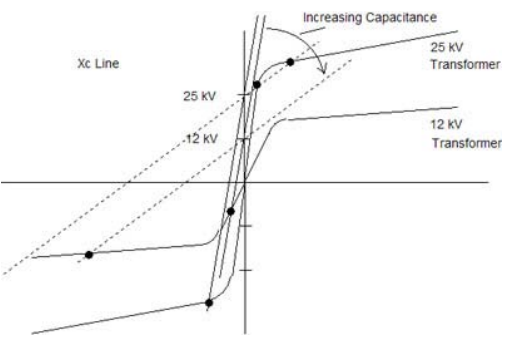 Increasing Capacitance
Xc Line
25 kV
Transformer
25 kV
12 kV
12 kV
Transformer